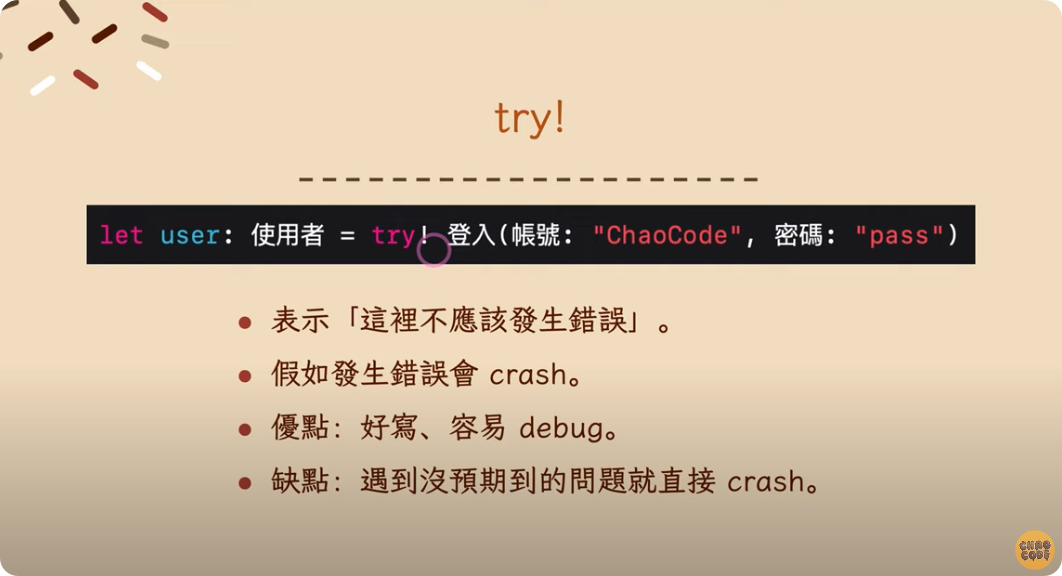 try!
let user: 使用者 = try! 登入(帳號: "ChaoCode", 密碼: "pass")
表示「這裡不應該發生錯誤」。
假如發生錯誤會 crash。
優點：好寫、容易 debug。
缺點：遇到沒預期到的問題就直接 crash。
CHAO
CODE